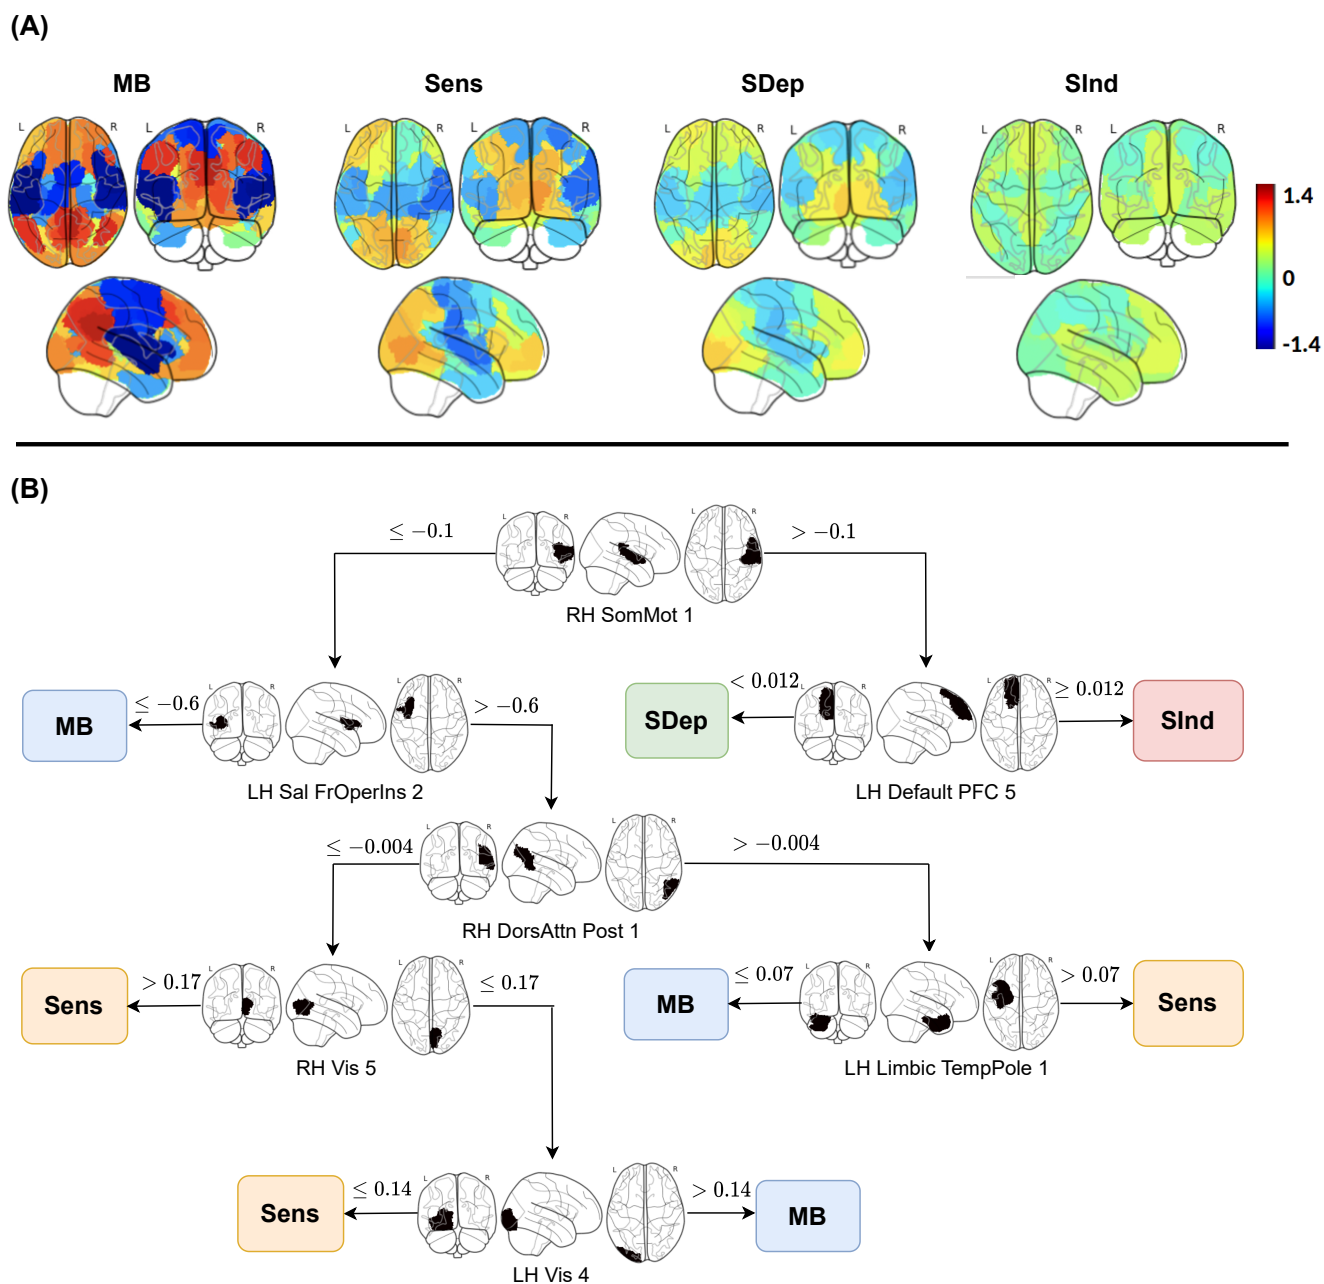 (A)
MB
Sens
SDep
SInd
L R L R L R L R L R L R L R L R
1.4
0
-1.4
(B)
≤ −0.1
L R L R
> −0.1
RH SomMot 1
MB
≤ −0.6
L R L R
> −0.6
LH Sal FrOperIns 2
SDep
< 0.012
L R L R
≥ 0.012
SInd
LH Default PFC 5
≤ −0.004
L R L R
> −0.004
RH DorsAttn Post 1
Sens
> 0.17
L R L R
≤ 0.17
RH Vis 5
MB
≤ 0.07
L R L R
> 0.07
Sens
LH Limbic TempPole 1
Sens
≤ 0.14
L R L R
> 0.14
MB
LH Vis 4